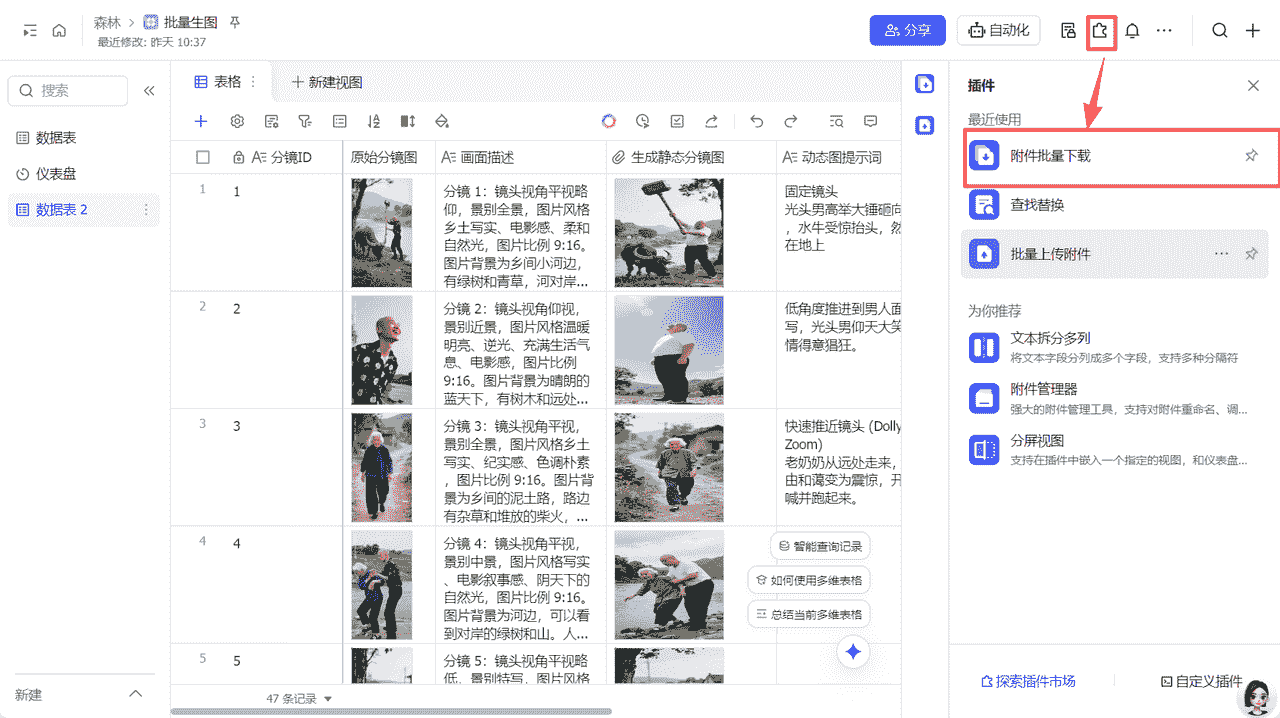 森林 > 批量生图
最近修改: 昨天 10:37
分享
自动化
搜索
数据表
仪表盘
数据表 2
新建
表格
新建视图
分镜ID
原始分镜图
画面描述
生成静态分镜图
动态图提示词
1
1
分镜 1：镜头视角平视略
仰，景别全景，图片风格
乡土写实、电影感、柔和
自然光，图片比例 9:16。
图片背景为乡间小河边，
有绿树和青草，河对岸...
固定镜头
光头男高举大锤砸向
，水牛受惊抬头，然
在地上
2
2
分镜 2：镜头视角仰视，
景别近景，图片风格温暖
明亮、逆光、充满生活气
息、电影感，图片比例
9:16。图片背景为晴朗的
蓝天下，有树木和远处...
低角度推进到男人面
写，光头男仰天大笑
情得意猖狂。
3
3
分镜 3：镜头视角平视，
景别全景，图片风格乡土
写实、纪实感、色调朴素
，图片比例 9:16。图片背
景为乡间的泥土路，路边
有杂草和堆放的柴火，...
快速推近镜头 (Dolly
Zoom)
老奶奶从远处走来，
由和蔼变为震惊，开
喊并跑起来。
4
4
分镜 4：镜头视角平视，
景别中景，图片风格写实
、电影叙事感、阴天下的
自然光，图片比例 9:16。
图片背景为河边，可以看
到对岸的绿树和山。人...
5
5
分镜 5：镜头视角平视略
低，景别特写，图片风格
智能查询记录
如何使用多维表格
总结当前多维表格
47 条记录
插件
最近使用
附件批量下载
查找替换
批量上传附件
为你推荐
文本拆分多列
将文本字段分列成多个字段，支持多种分隔符
附件管理器
强大的附件管理工具，支持对附件重命名、调...
分屏视图
支持在插件中嵌入一个指定的视图，和仪表盘...
探索插件市场
自定义插件